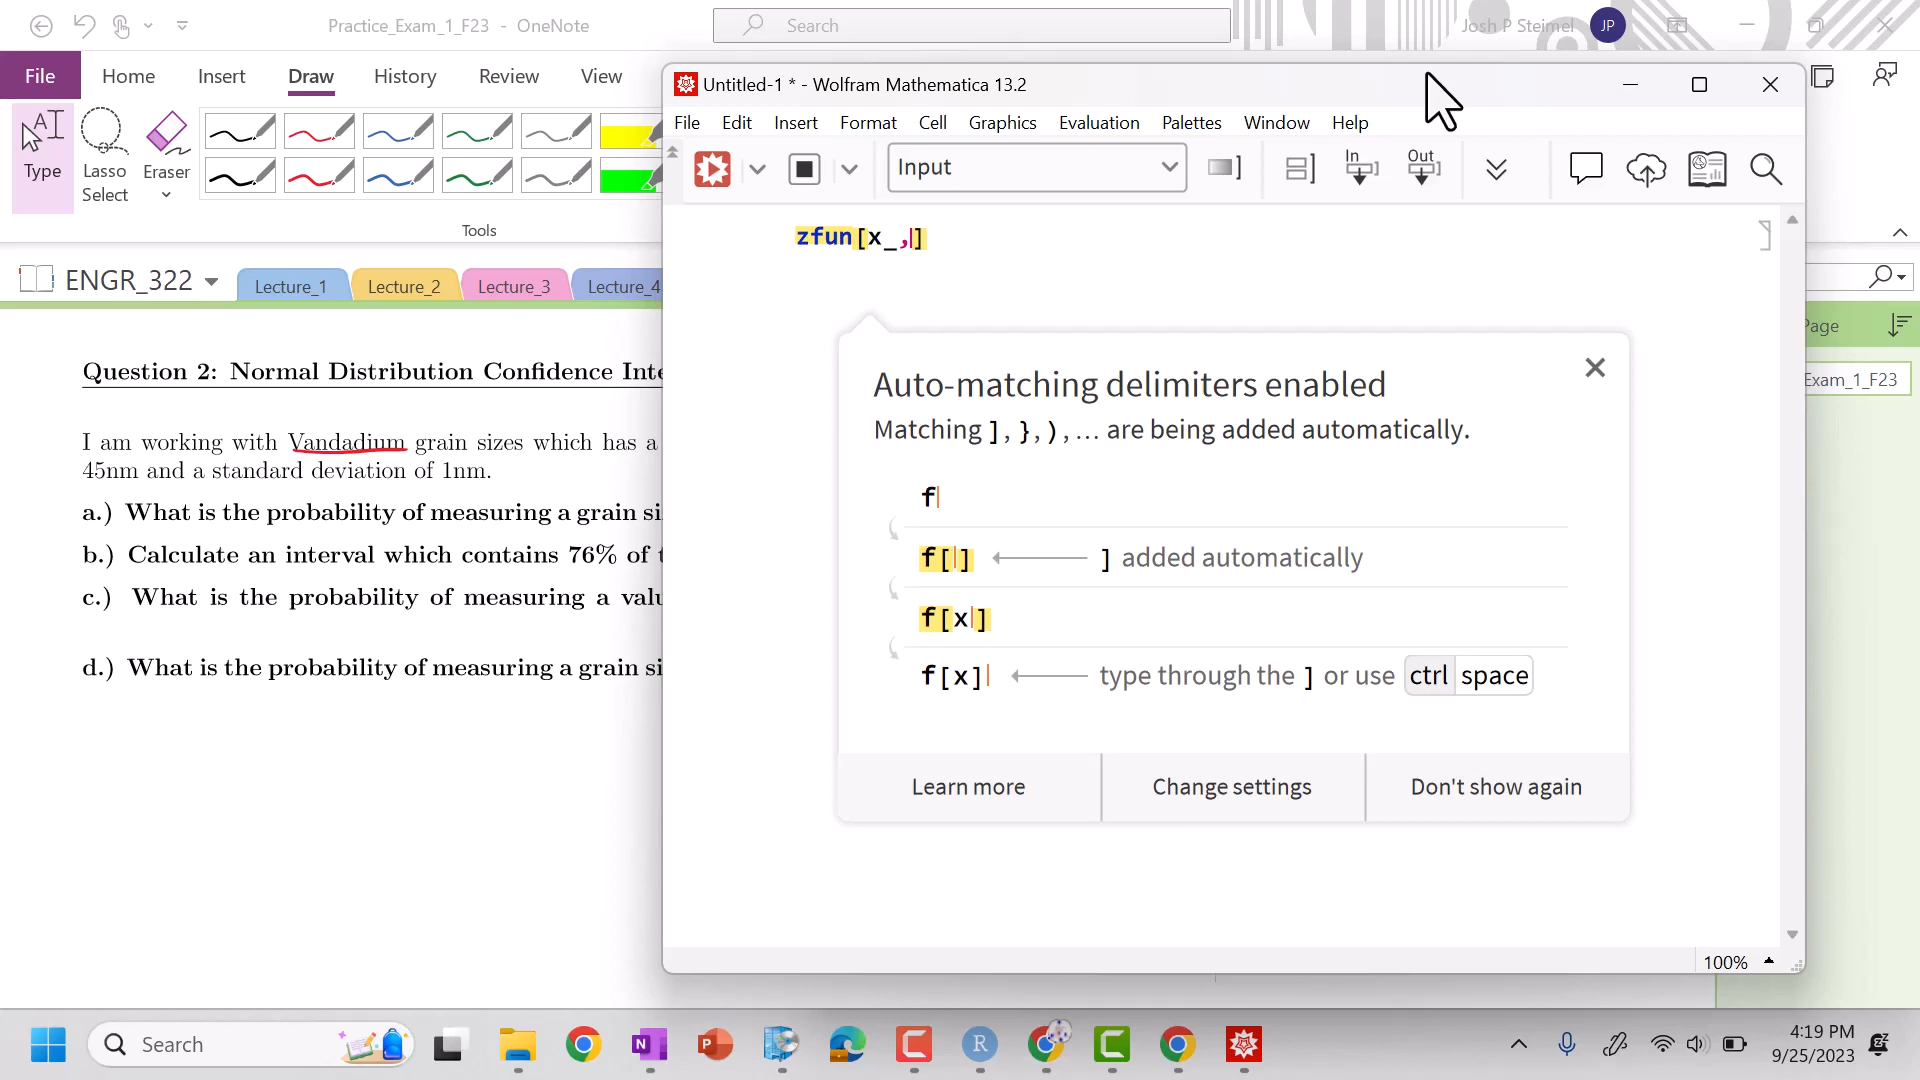 Practice_Exam_1_F23 - OneNote
Search
Josh P Steimel
JP
File
Home
Insert
Draw
History
Review
View
Type
Lasso
Select
Eraser
Tools
ENGR_322
Lecture_1
Lecture_2
Lecture_3
Lecture_4
Page
Exam_1_F23
Question 2: Normal Distribution Confidence Inte
I am working with Vandadium grain sizes which has a
45nm and a standard deviation of 1nm.
a.) What is the probability of measuring a grain si
b.) Calculate an interval which contains 76% of t
c.) What is the probability of measuring a valu
d.) What is the probability of measuring a grain si
Untitled-1 * - Wolfram Mathematica 13.2
File Edit Insert Format Cell Graphics Evaluation Palettes Window Help
Input
In
Out
zfun[x_,]
Auto-matching delimiters enabled
Matching ], }, ), ... are being added automatically.
f
f[] ] added automatically
f[x]
f[x] type through the ] or use ctrl space
Learn more
Change settings
Don't show again
100%
Search
4:19 PM
9/25/2023